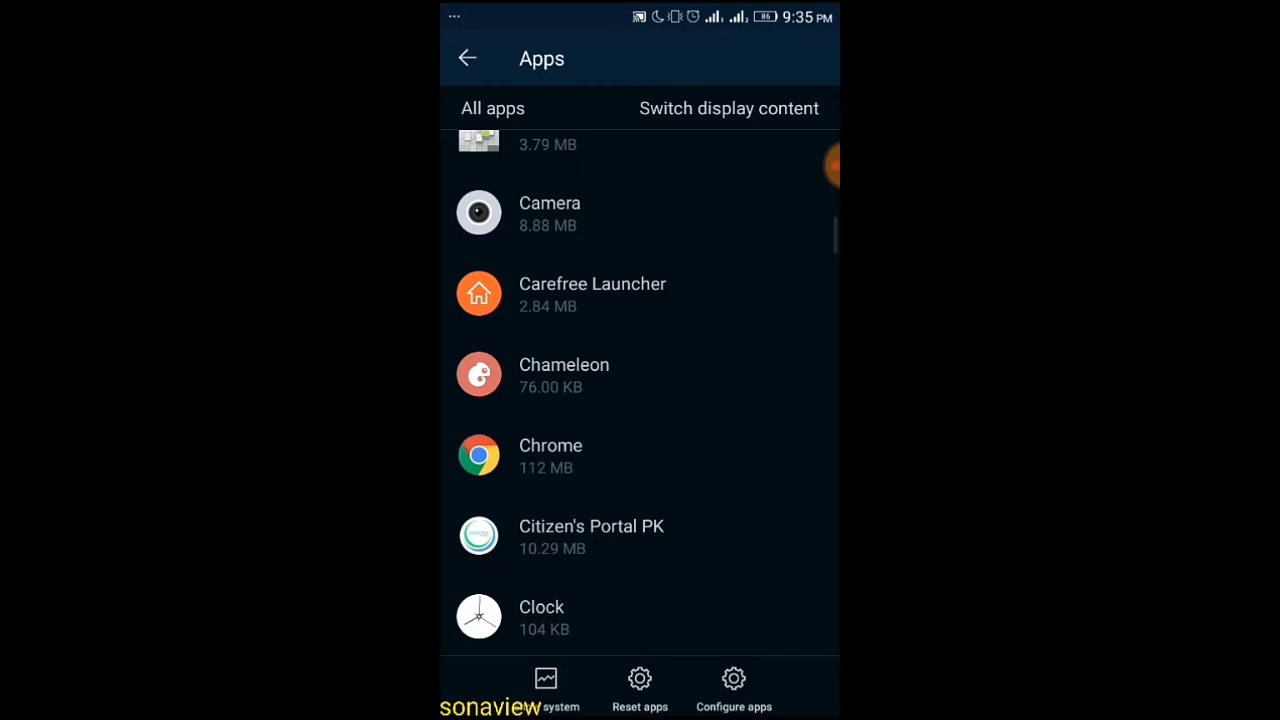 ... 86 9:35 PM
Apps
All apps Switch display content
3.79 MB
Camera
8.88 MB
Carefree Launcher
2.84 MB
Chameleon
76.00 KB
Chrome
112 MB
Citizen's Portal PK
10.29 MB
Clock
104 KB
system Reset apps Configure apps
sonaview